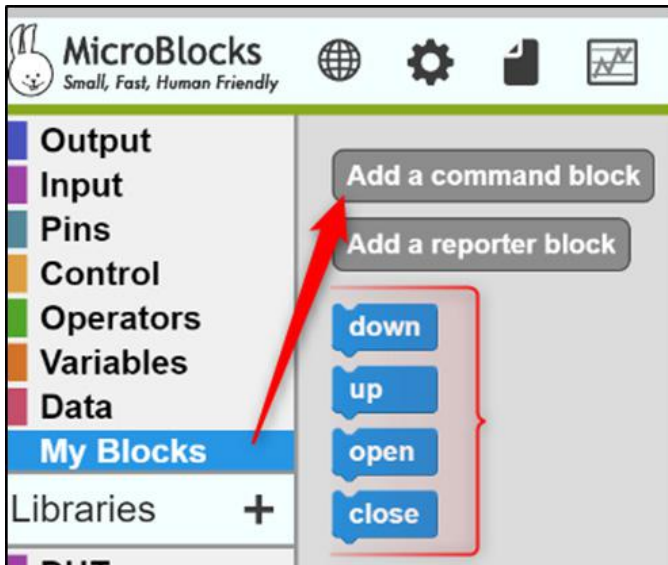 MicroBlocks
Small, Fast, Human Friendly
Output
Input
Pins
Control
Operators
Variables
Data
My Blocks
Libraries +
Add a command block
Add a reporter block
down
up
open
close